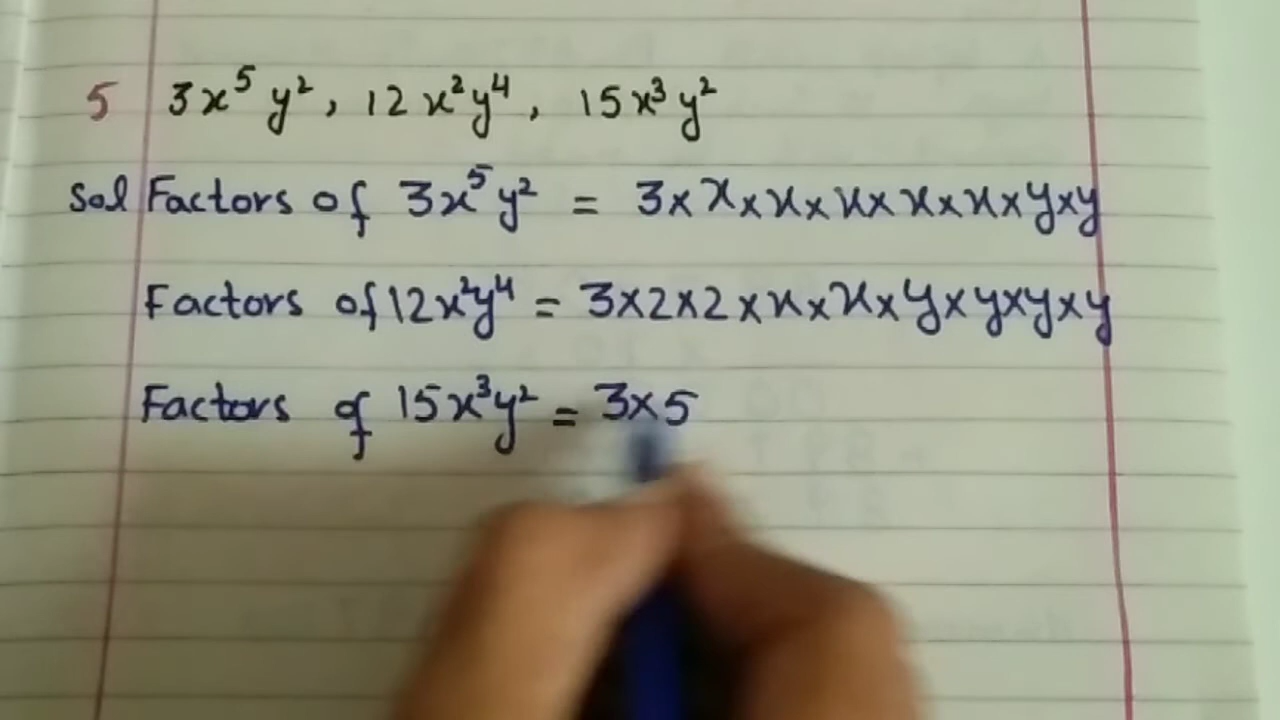 5 3x⁵y², 12x²y⁴, 15x³y²
Sol Factors of 3x⁵y² = 3×x×x×x×x×x×y×y
Factors of 12x²y⁴ = 3×2×2×x×x×y×y×y×y
Factors of 15x³y² = 3×5